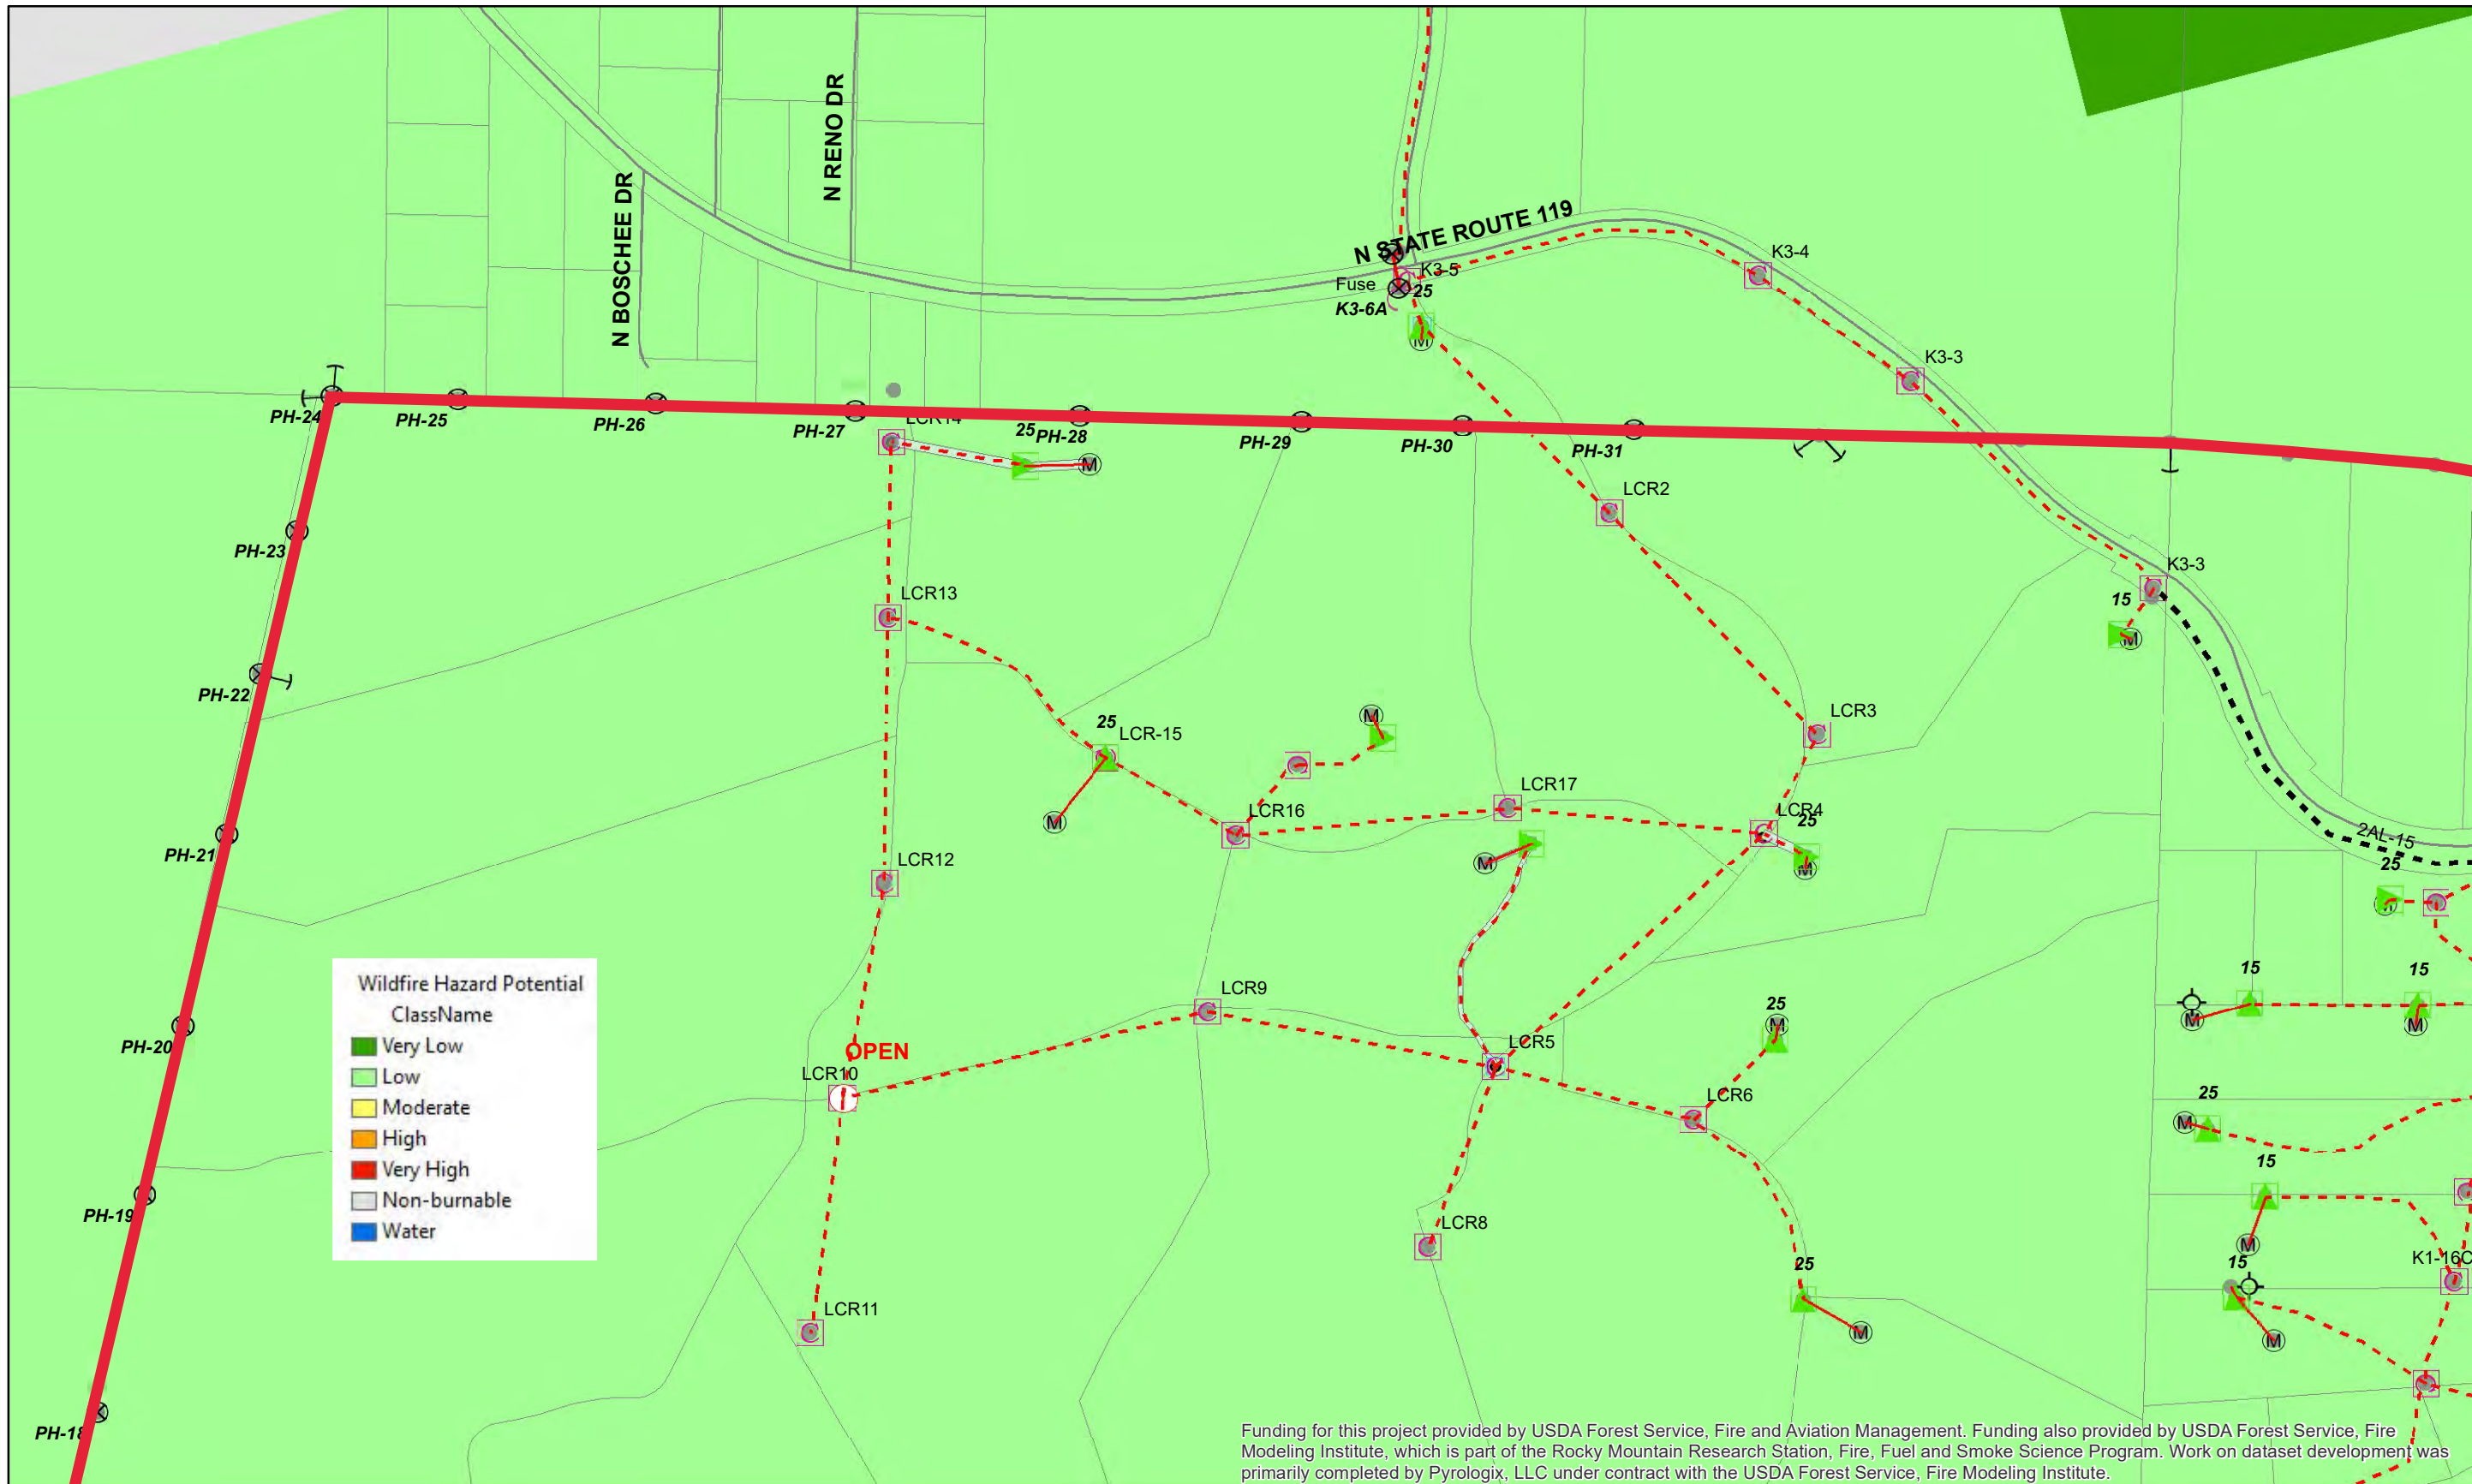 N RENO DR
N BOSCHEE DR
N STATE ROUTE 119
K3-5
Fuse
25
K3-6A
M
K3-4
K3-3
PH-24
PH-25
PH-26
PH-27
LCR14
25
PH-28
M
PH-29
PH-30
PH-31
LCR2
PH-23
K3-3
15
M
LCR13
PH-22
25
LCR-15
M
M
LCR3
LCR16
LCR17
M
LCR4
25
M
PH-21
2AL-15
25
M
LCR12
15
15
M
M
LCR9
25
M
PH-20
OPEN
LCR10
LCR5
LCR6
25
M
15
PH-19
LCR8
M
K1-16C
15
25
M
LCR11
M
PH-18
Wildfire Hazard Potential
ClassName
Very Low
Low
Moderate
High
Very High
Non-burnable
Water
Funding for this project provided by USDA Forest Service, Fire and Aviation Management. Funding also provided by USDA Forest Service, Fire
Modeling Institute, which is part of the Rocky Mountain Research Station, Fire, Fuel and Smoke Science Program. Work on dataset development was
primarily completed by Pyrologix, LLC under contract with the USDA Forest Service, Fire Modeling Institute.